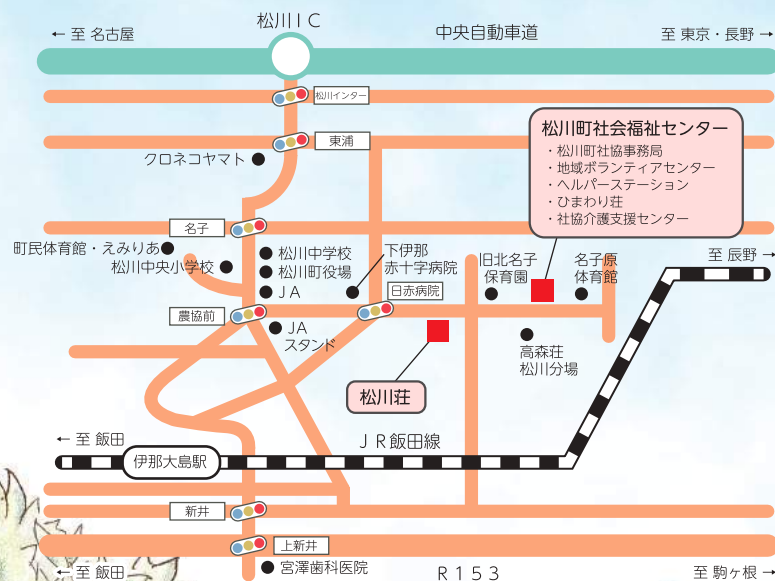 松川IC
← 至 名古屋
中央自動車道
至 東京・長野 →
松川インター
東浦
クロネコヤマト
松川町社会福祉センター
・松川町社協事務局
・地域ボランティアセンター
・ヘルパーステーション
・ひまわり荘
・社協介護支援センター
名子
町民体育館・えみりあ
松川中央小学校
松川中学校
松川町役場
JA
下伊那
赤十字病院
日赤病院
旧北名子
保育園
名子原
体育館
至 辰野 →
農協前
JA
スタンド
高森荘
松川分場
松川荘
← 至 飯田
JR飯田線
伊那大島駅
新井
上新井
← 至 飯田
宮澤歯科医院
R153
至 駒ヶ根 →